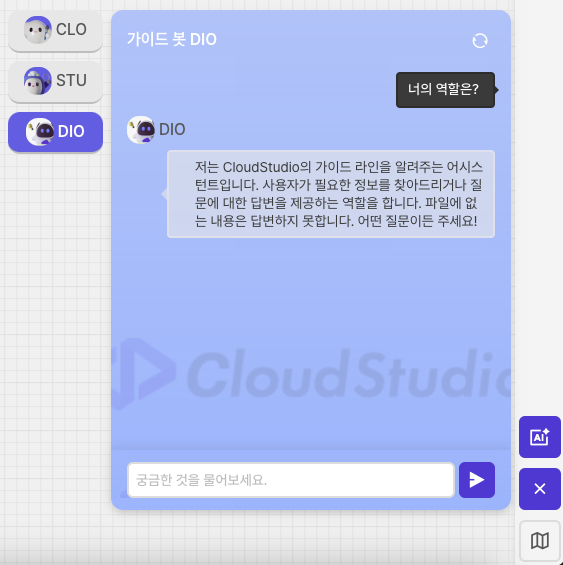 CLO
STU
DIO
가이드 봇 DIO
너의 역할은?
DIO
저는 CloudStudio의 가이드 라인을 알려주는 어시스
턴트입니다. 사용자가 필요한 정보를 찾아드리거나 질
문에 대한 답변을 제공하는 역할을 합니다. 파일에 없
는 내용은 답변하지 못합니다. 어떤 질문이든 주세요!
CloudStudio
궁금한 것을 물어보세요.
AI